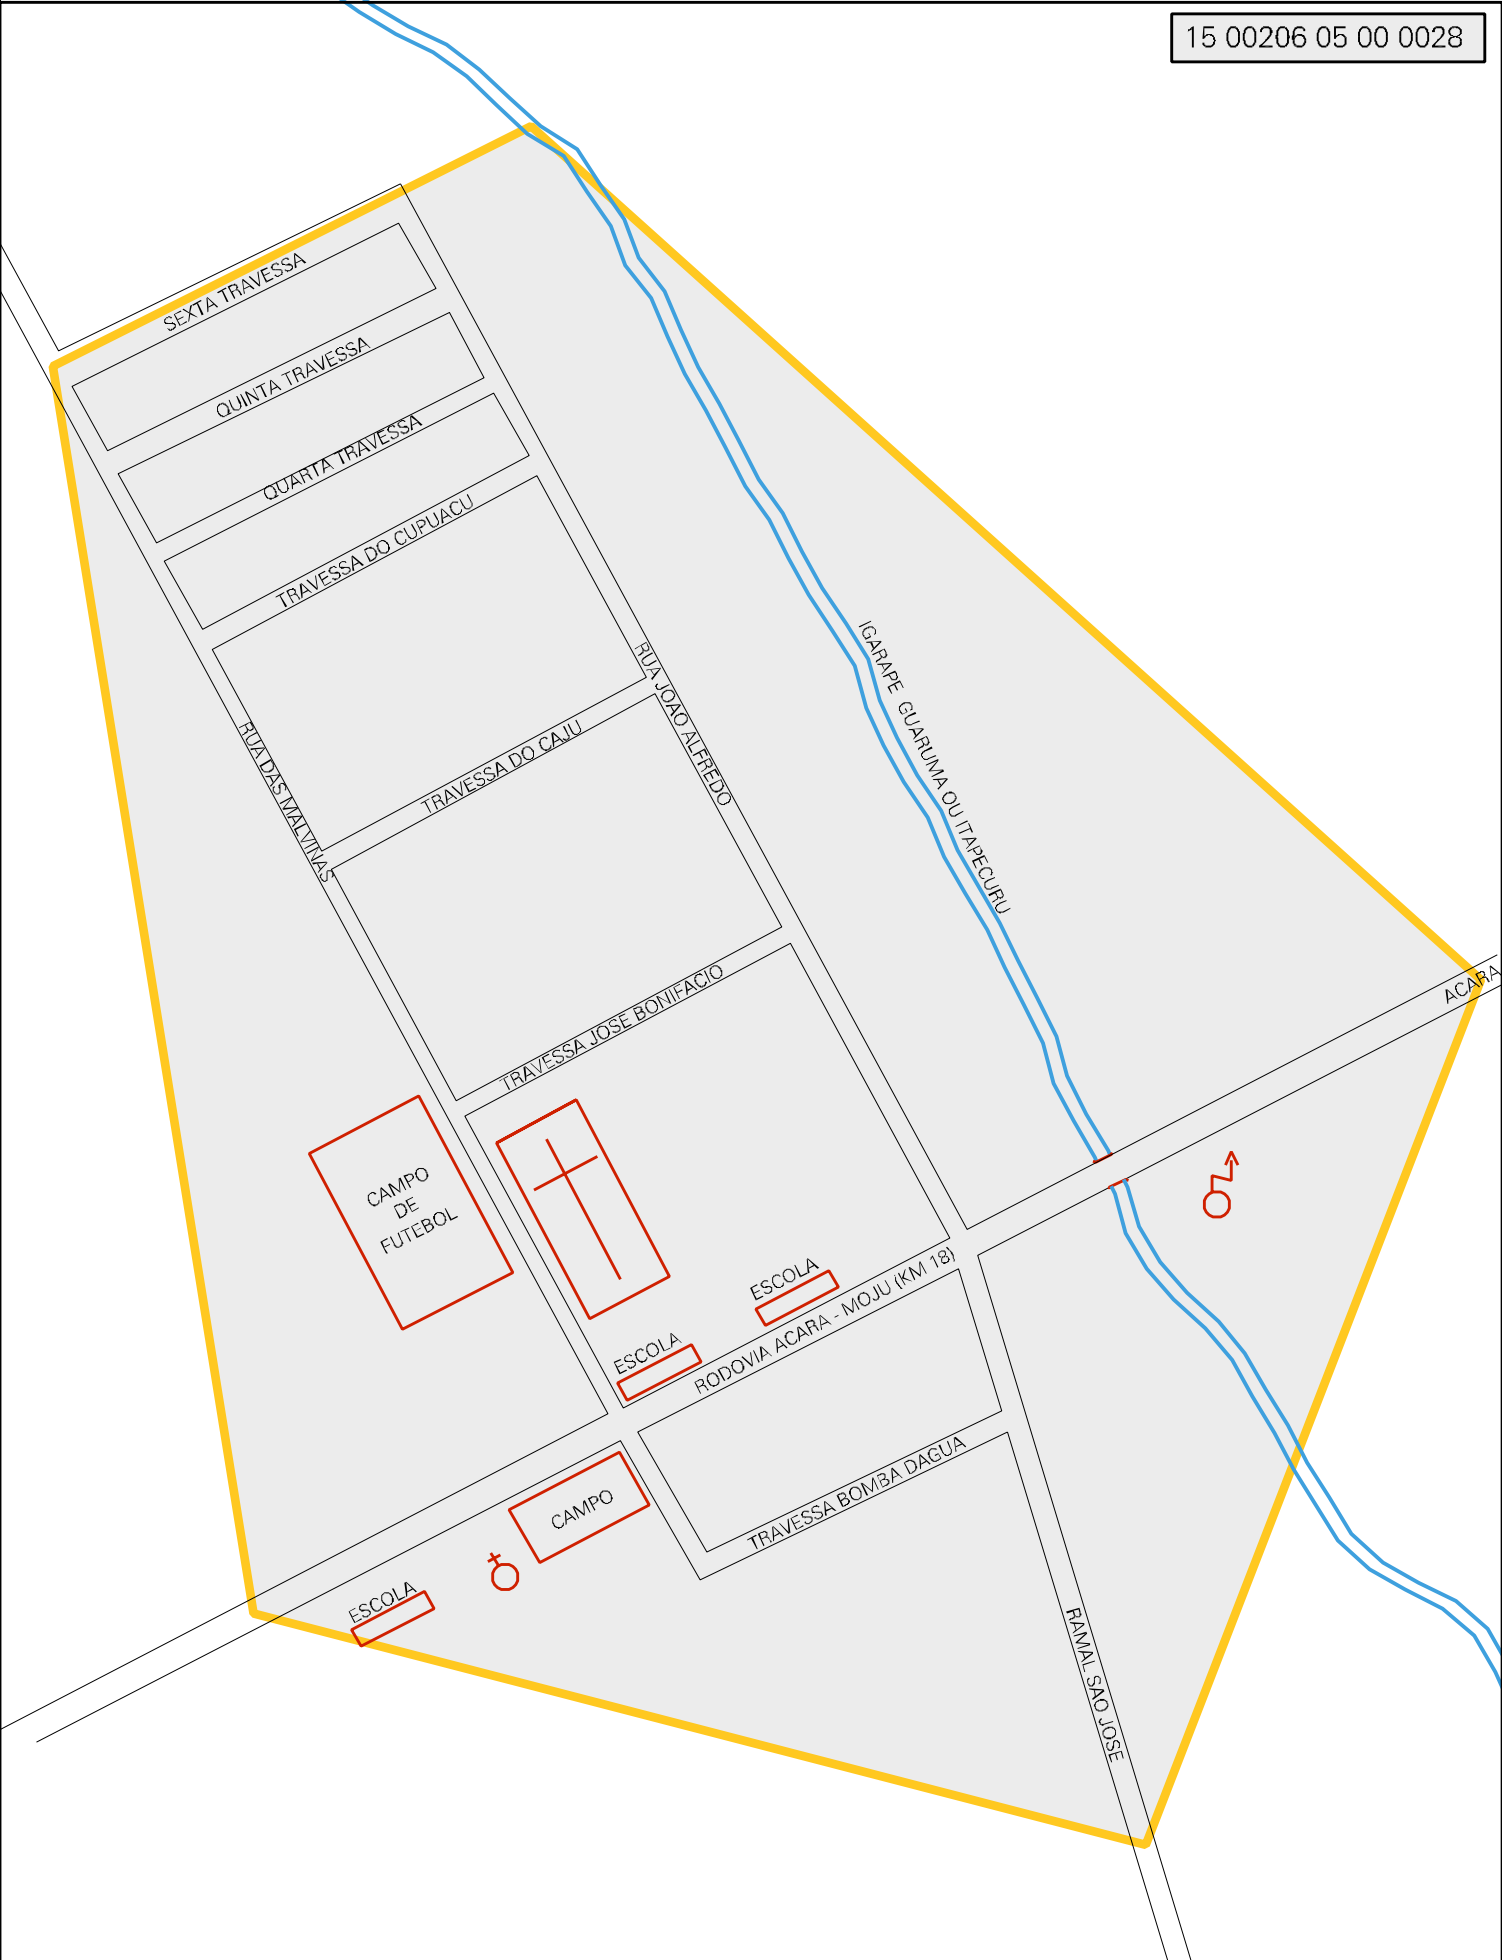 15 00206 05 00 0028
SEXTA TRAVESSA
QUINTA TRAVESSA
QUARTA TRAVESSA
TRAVESSA DO CUPUACU
IGARAPE GUARUMA OU ITAPECURU
RUA JOAO ALFREDO
RUA DAS MALVINAS
TRAVESSA DO CAJU
TRAVESSA JOSE BONIFACIO
ACARA
CAMPO
DE
FUTEBOL
ESCOLA
RODOVIA ACARA - MOJU (KM 18)
ESCOLA
TRAVESSA BOMBA DAGUA
CAMPO
ESCOLA
RAMAL SAO JOSE